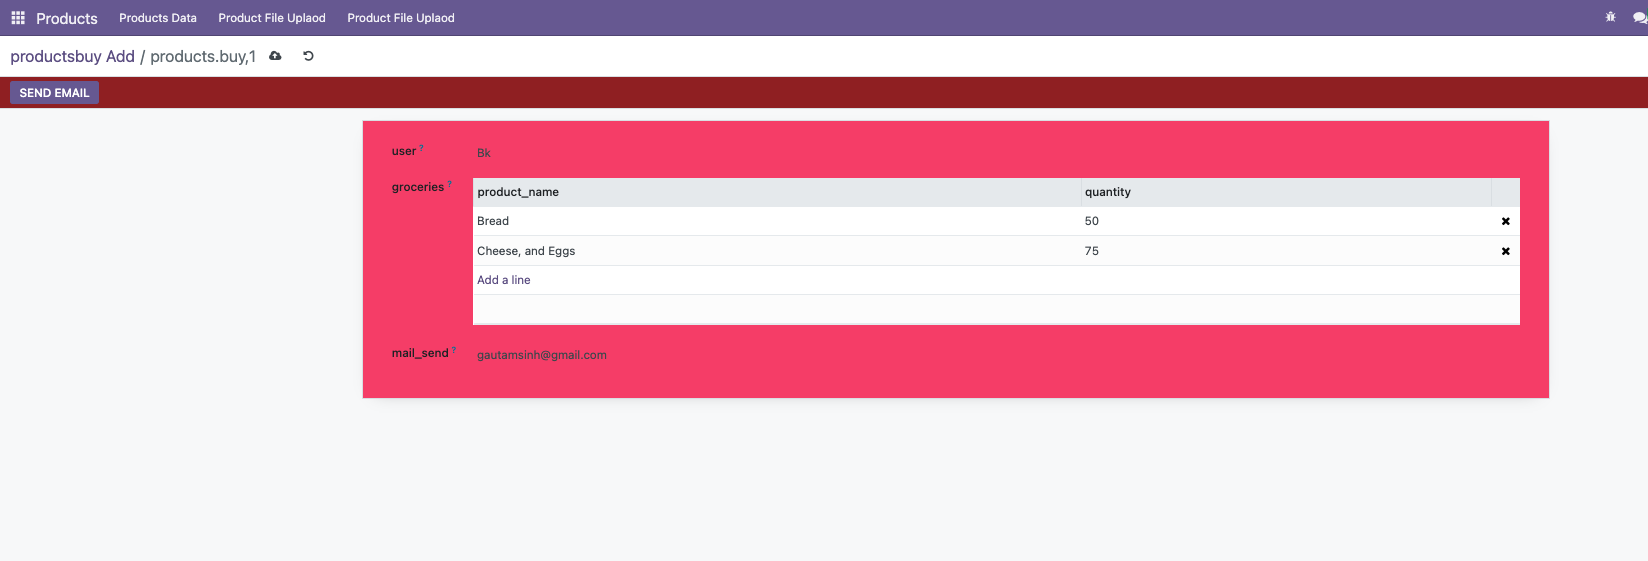 Products Products Data Product File Uplaod Product File Uplaod
productsbuy Add / products.buy,1
SEND EMAIL
user ? Bk
groceries ? product_name quantity
Bread 50
Cheese, and Eggs 75
Add a line
mail_send ? gautamsinh@gmail.com